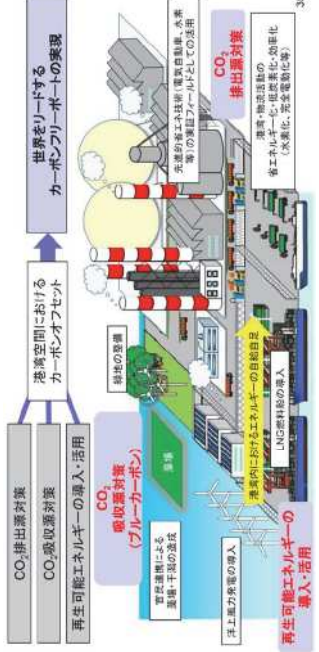 CO2排出源対策
CO2吸収源対策
再生可能エネルギーの導入・活用
港湾空間における
カーボンオフセット
世界をリードする
カーボンフリーポートの実現
CO2
吸収源対策
(ブルーカーボン)
緑地の整備
先進的省エネ技術(電気自動車、水素
等)の実証フィールドとしての活用
CO2
排出源対策
官民連携による
藻場・干潟の造成
藻場
洋上風力発電の導入
港湾内におけるエネルギーの自給自足
LNG燃料船の導入
港湾・物流活動の
省エネルギー化・低炭素化・効率化
(水素化、完全電動化等)
再生可能エネルギーの
導入・活用